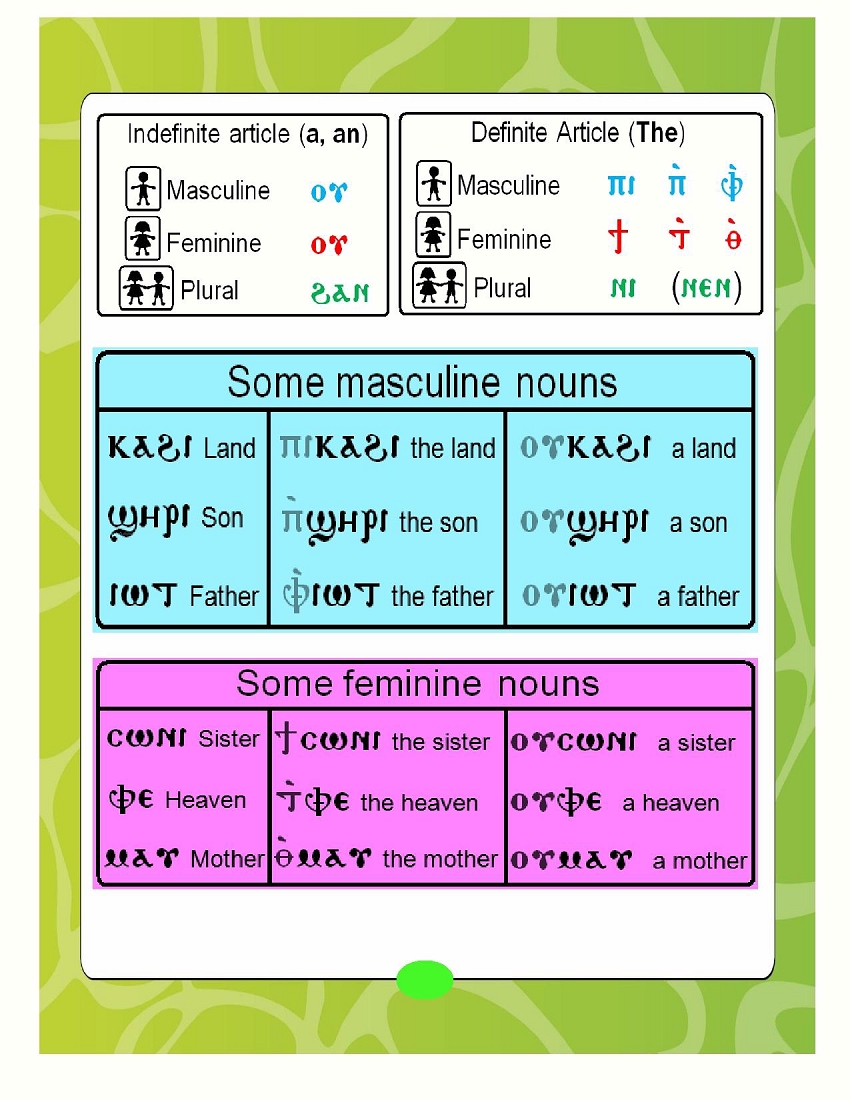 Indefinite article (a, an)
Masculine ⲟⲩ
Feminine ⲟⲩ
Plural ϩⲁⲛ
Definite Article (The)
Masculine ⲡⲓ ⲡ̀ ⲫ̀
Feminine ϯ ⲧ̀ ⲑ̀
Plural ⲛⲓ (ⲛⲉⲛ)
Some masculine nouns
ⲕⲁϩⲓ Land ⲡⲓⲕⲁϩⲓ the land ⲟⲩⲕⲁϩⲓ a land
ϣⲏⲣⲓ Son ⲡ̀ϣⲏⲣⲓ the son ⲟⲩϣⲏⲣⲓ a son
ⲓⲱⲧ Father ⲫ̀ⲓⲱⲧ the father ⲟⲩⲓⲱⲧ a father
Some feminine nouns
ⲥⲱⲛⲓ Sister ϯⲥⲱⲛⲓ the sister ⲟⲩⲥⲱⲛⲓ a sister
ⲫⲉ Heaven ⲧ̀ⲫⲉ the heaven ⲟⲩⲫⲉ a heaven
ⲙⲁⲩ Mother ⲑ̀ⲙⲁⲩ the mother ⲟⲩⲙⲁⲩ a mother